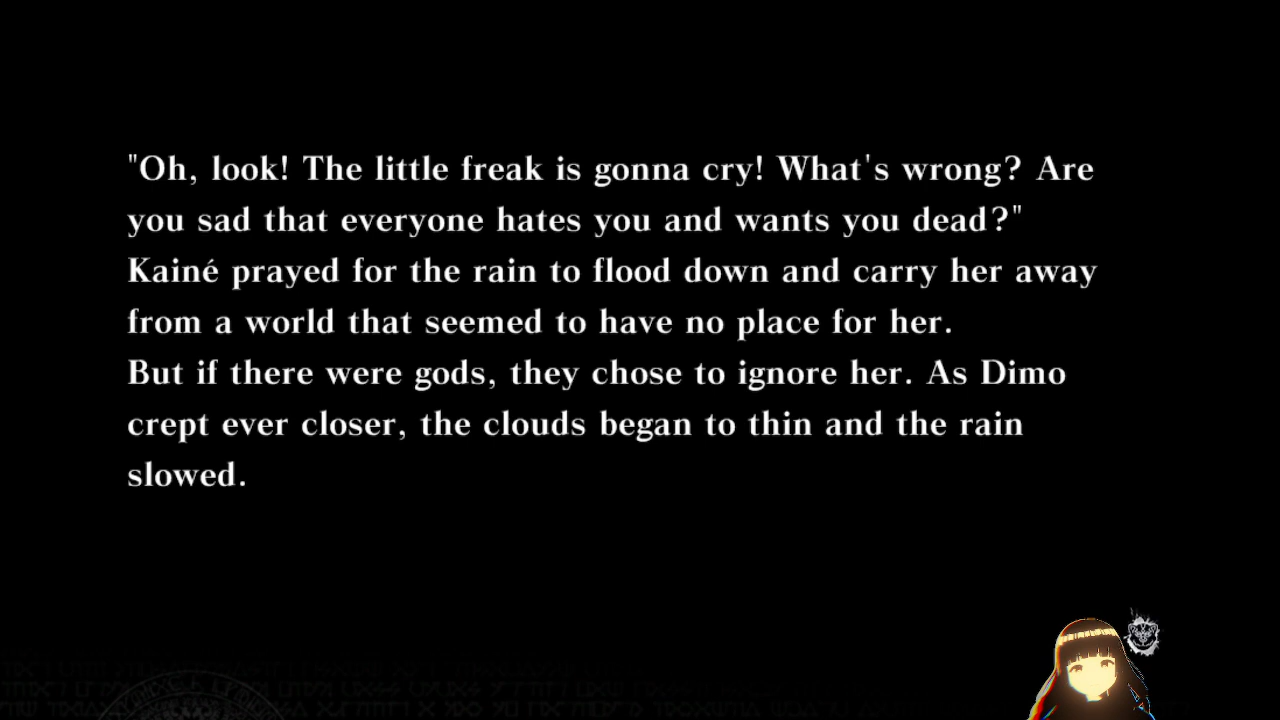 "Oh, look! The little freak is gonna cry! What's wrong? Are
you sad that everyone hates you and wants you dead?"
Kainé prayed for the rain to flood down and carry her away
from a world that seemed to have no place for her.
But if there were gods, they chose to ignore her. As Dimo
crept ever closer, the clouds began to thin and the rain
slowed.